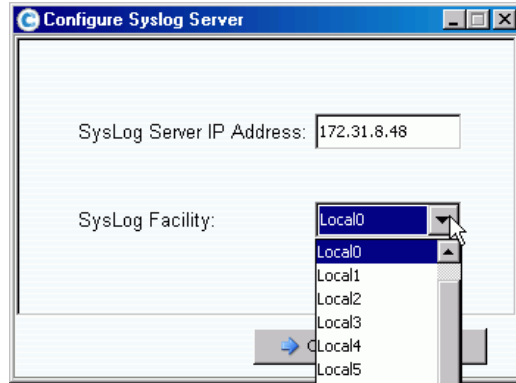 Configure Syslog Server
SysLog Server IP Address: 172.31.8.48
SysLog Facility: Local0
Local0
Local1
Local2
Local3
Local4
Local5